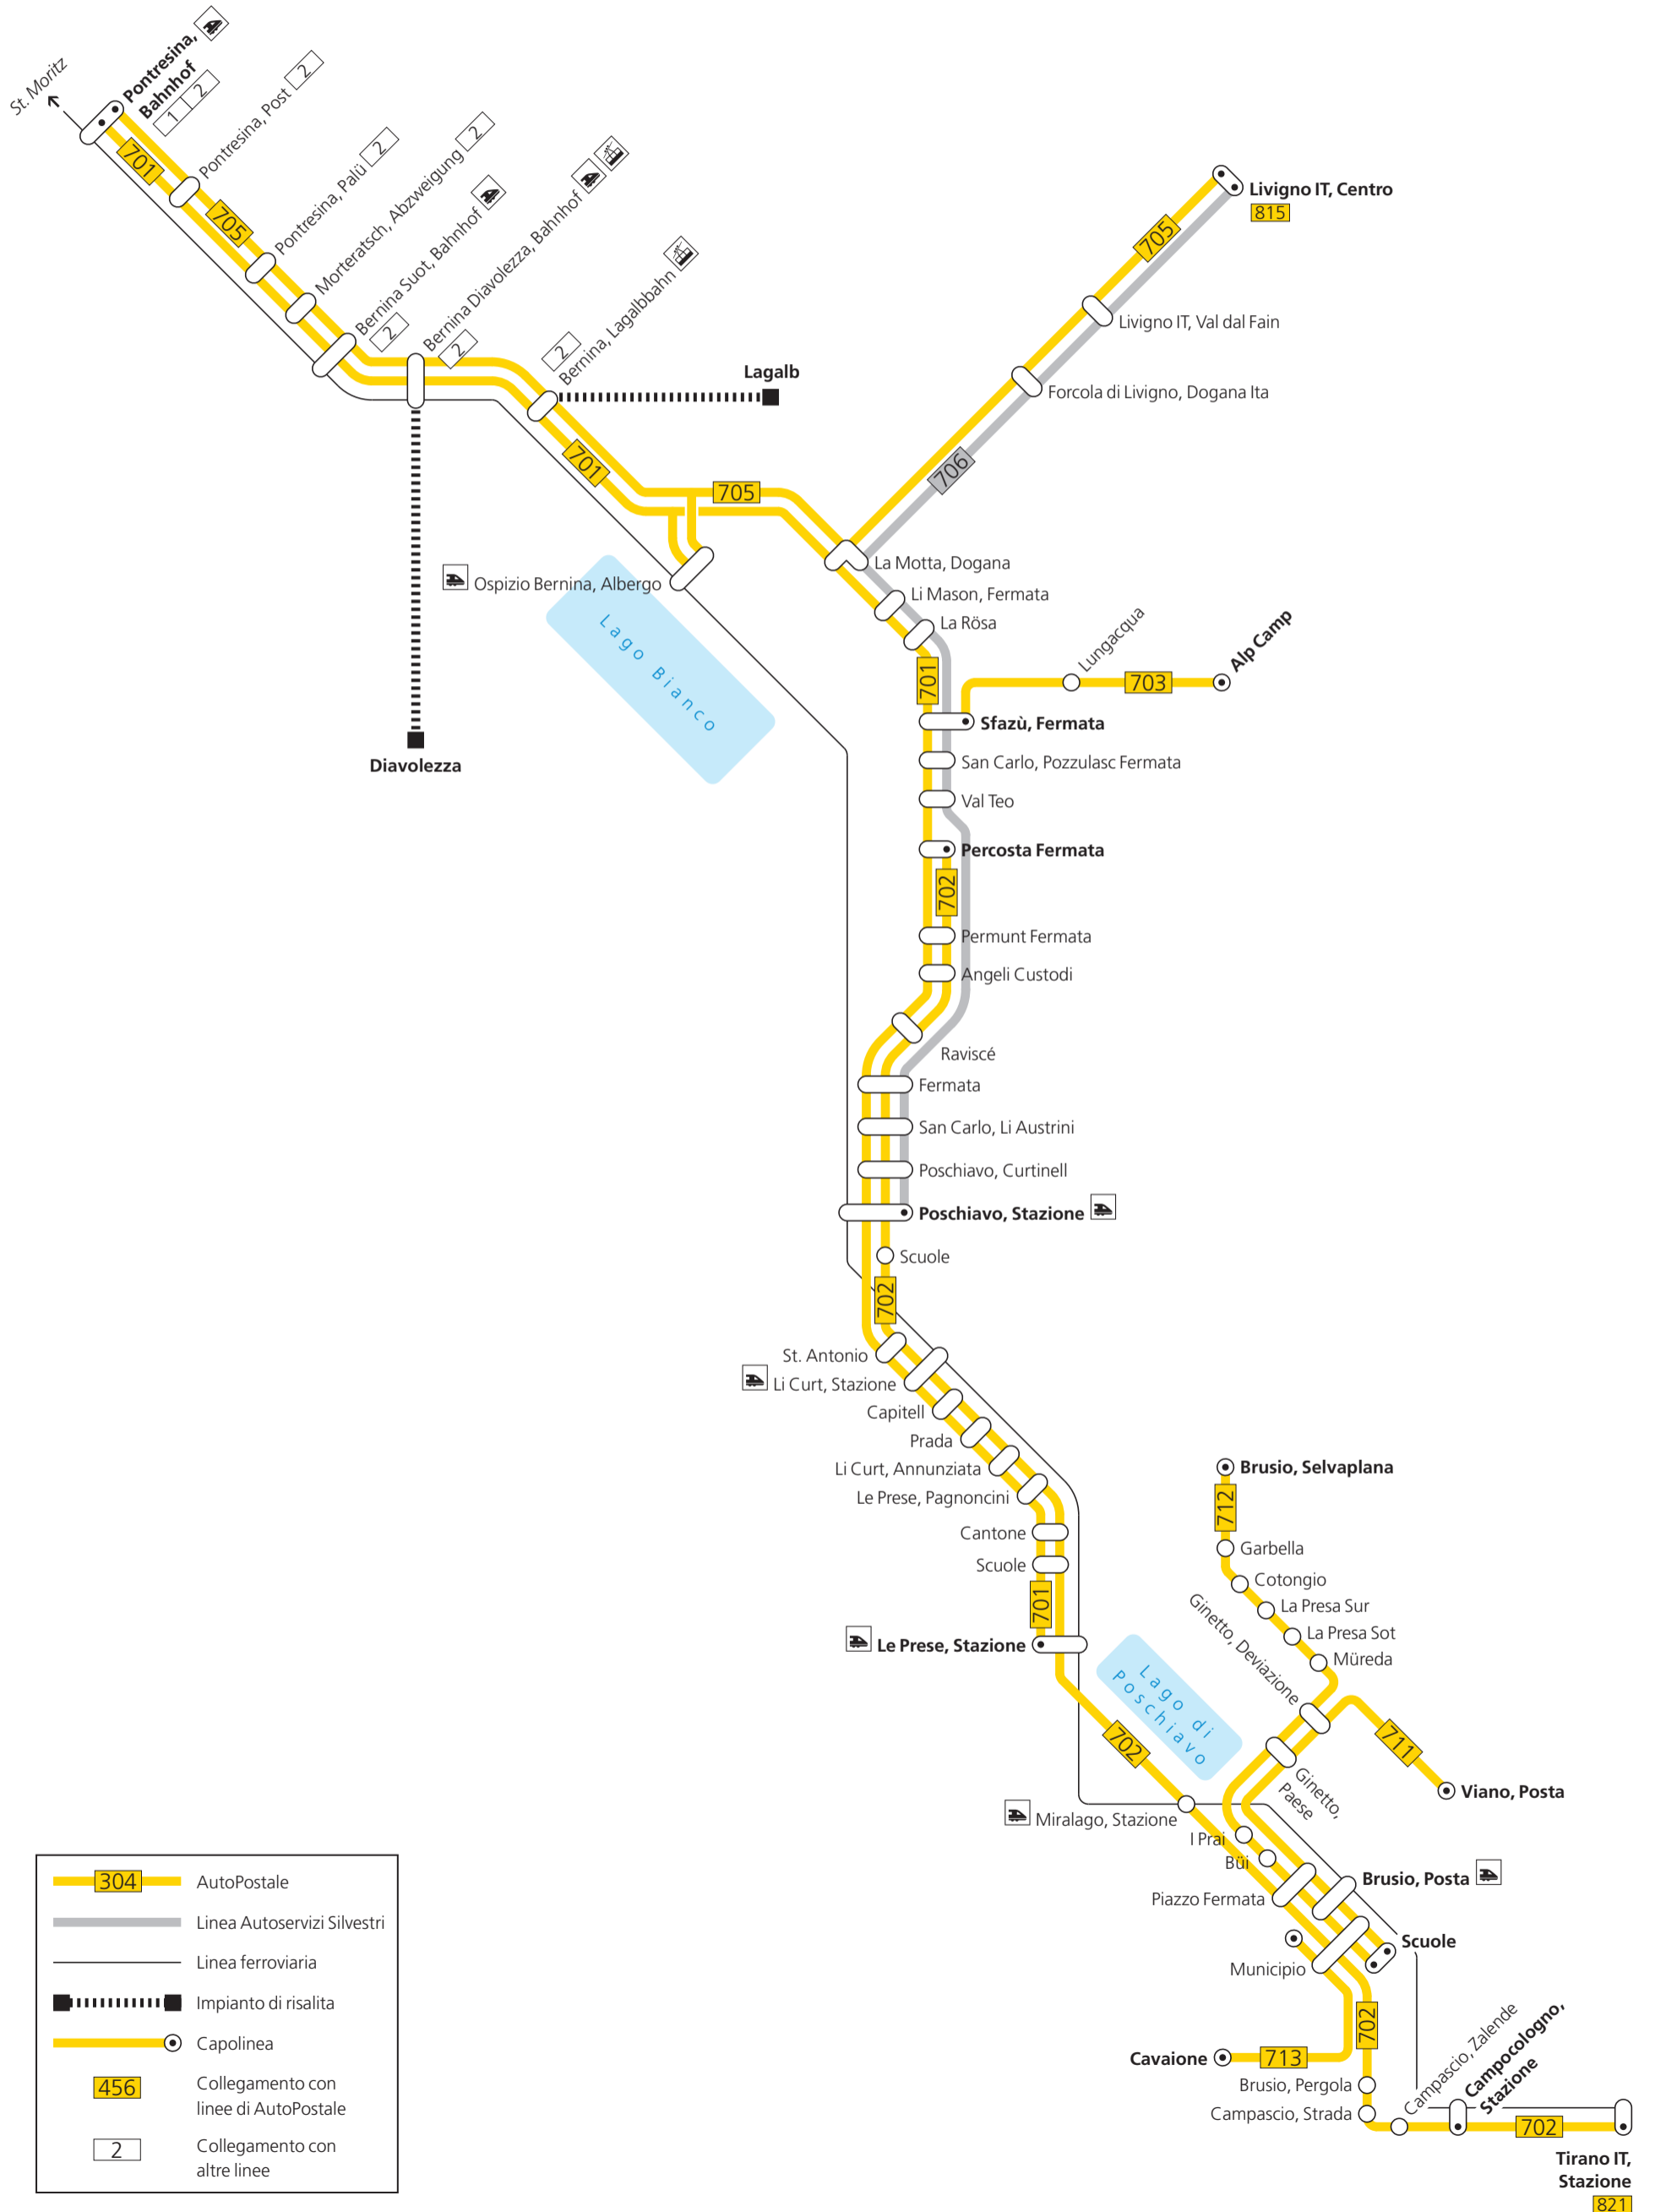 St. Moritz
Pontresina,
Bahnhof
1 2
Pontresina, Post 2
Pontresina, Palü 2
Morteratsch, Abzweigung 2
Bernina Suot, Bahnhof
2
Bernina Diavolezza, Bahnhof
2
Bernina, Lagalbbahn
2
701
705
Lagalb
Diavolezza
701
705
Livigno IT, Centro
815
705
Livigno IT, Val dal Fain
Forcola di Livigno, Dogana Ita
706
La Motta, Dogana
Ospizio Bernina, Albergo
Lago Bianco
Li Mason, Fermata
La Rösa
701
Lungacqua
703
Alp Camp
Sfazù, Fermata
San Carlo, Pozzulasc Fermata
Val Teo
Percosta Fermata
702
Permunt Fermata
Angeli Custodi
Raviscé
Fermata
San Carlo, Li Austrini
Poschiavo, Curtinell
Poschiavo, Stazione
Scuole
702
St. Antonio
Li Curt, Stazione
Capitell
Prada
Li Curt, Annunziata
Le Prese, Pagnoncini
Cantone
Scuole
701
Le Prese, Stazione
Lago di
Poschiavo
702
Miralago, Stazione
Brusio, Selvaplana
712
Garbella
Cotongio
La Presa Sur
La Presa Sot
Müreda
Ginetto, Deviazione
Ginetto,
Paese
711
Viano, Posta
I Prai
Büi
Piazzo Fermata
Brusio, Posta
Scuole
Municipio
702
Cavaione
713
Brusio, Pergola
Campascio, Strada
Campascio, Zalende
Campocologno,
Stazione
702
Tirano IT,
Stazione
821
304 AutoPostale
Linea Autoservizi Silvestri
Linea ferroviaria
Impianto di risalita
Capolinea
456 Collegamento con
linee di AutoPostale
2 Collegamento con
altre linee